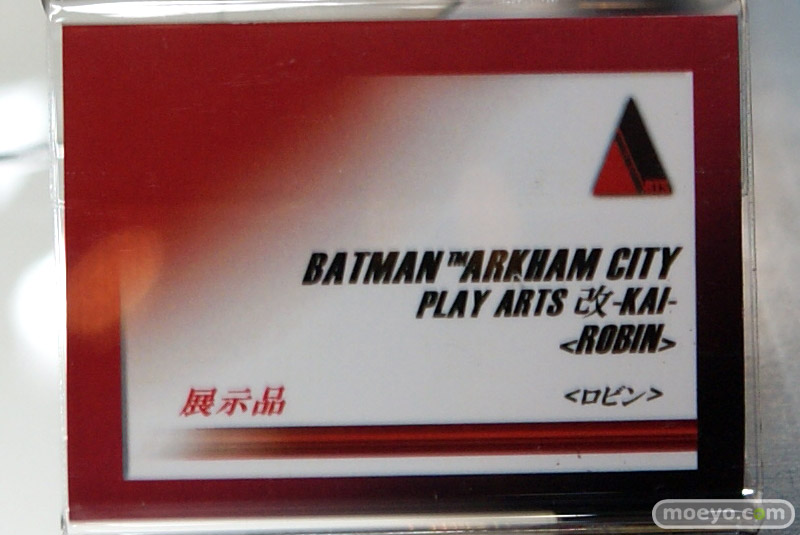 BATMAN™ARKHAM CITY
PLAY ARTS 改-KAI-
<ROBIN>
<ロビン>
展示品
moeyo.com